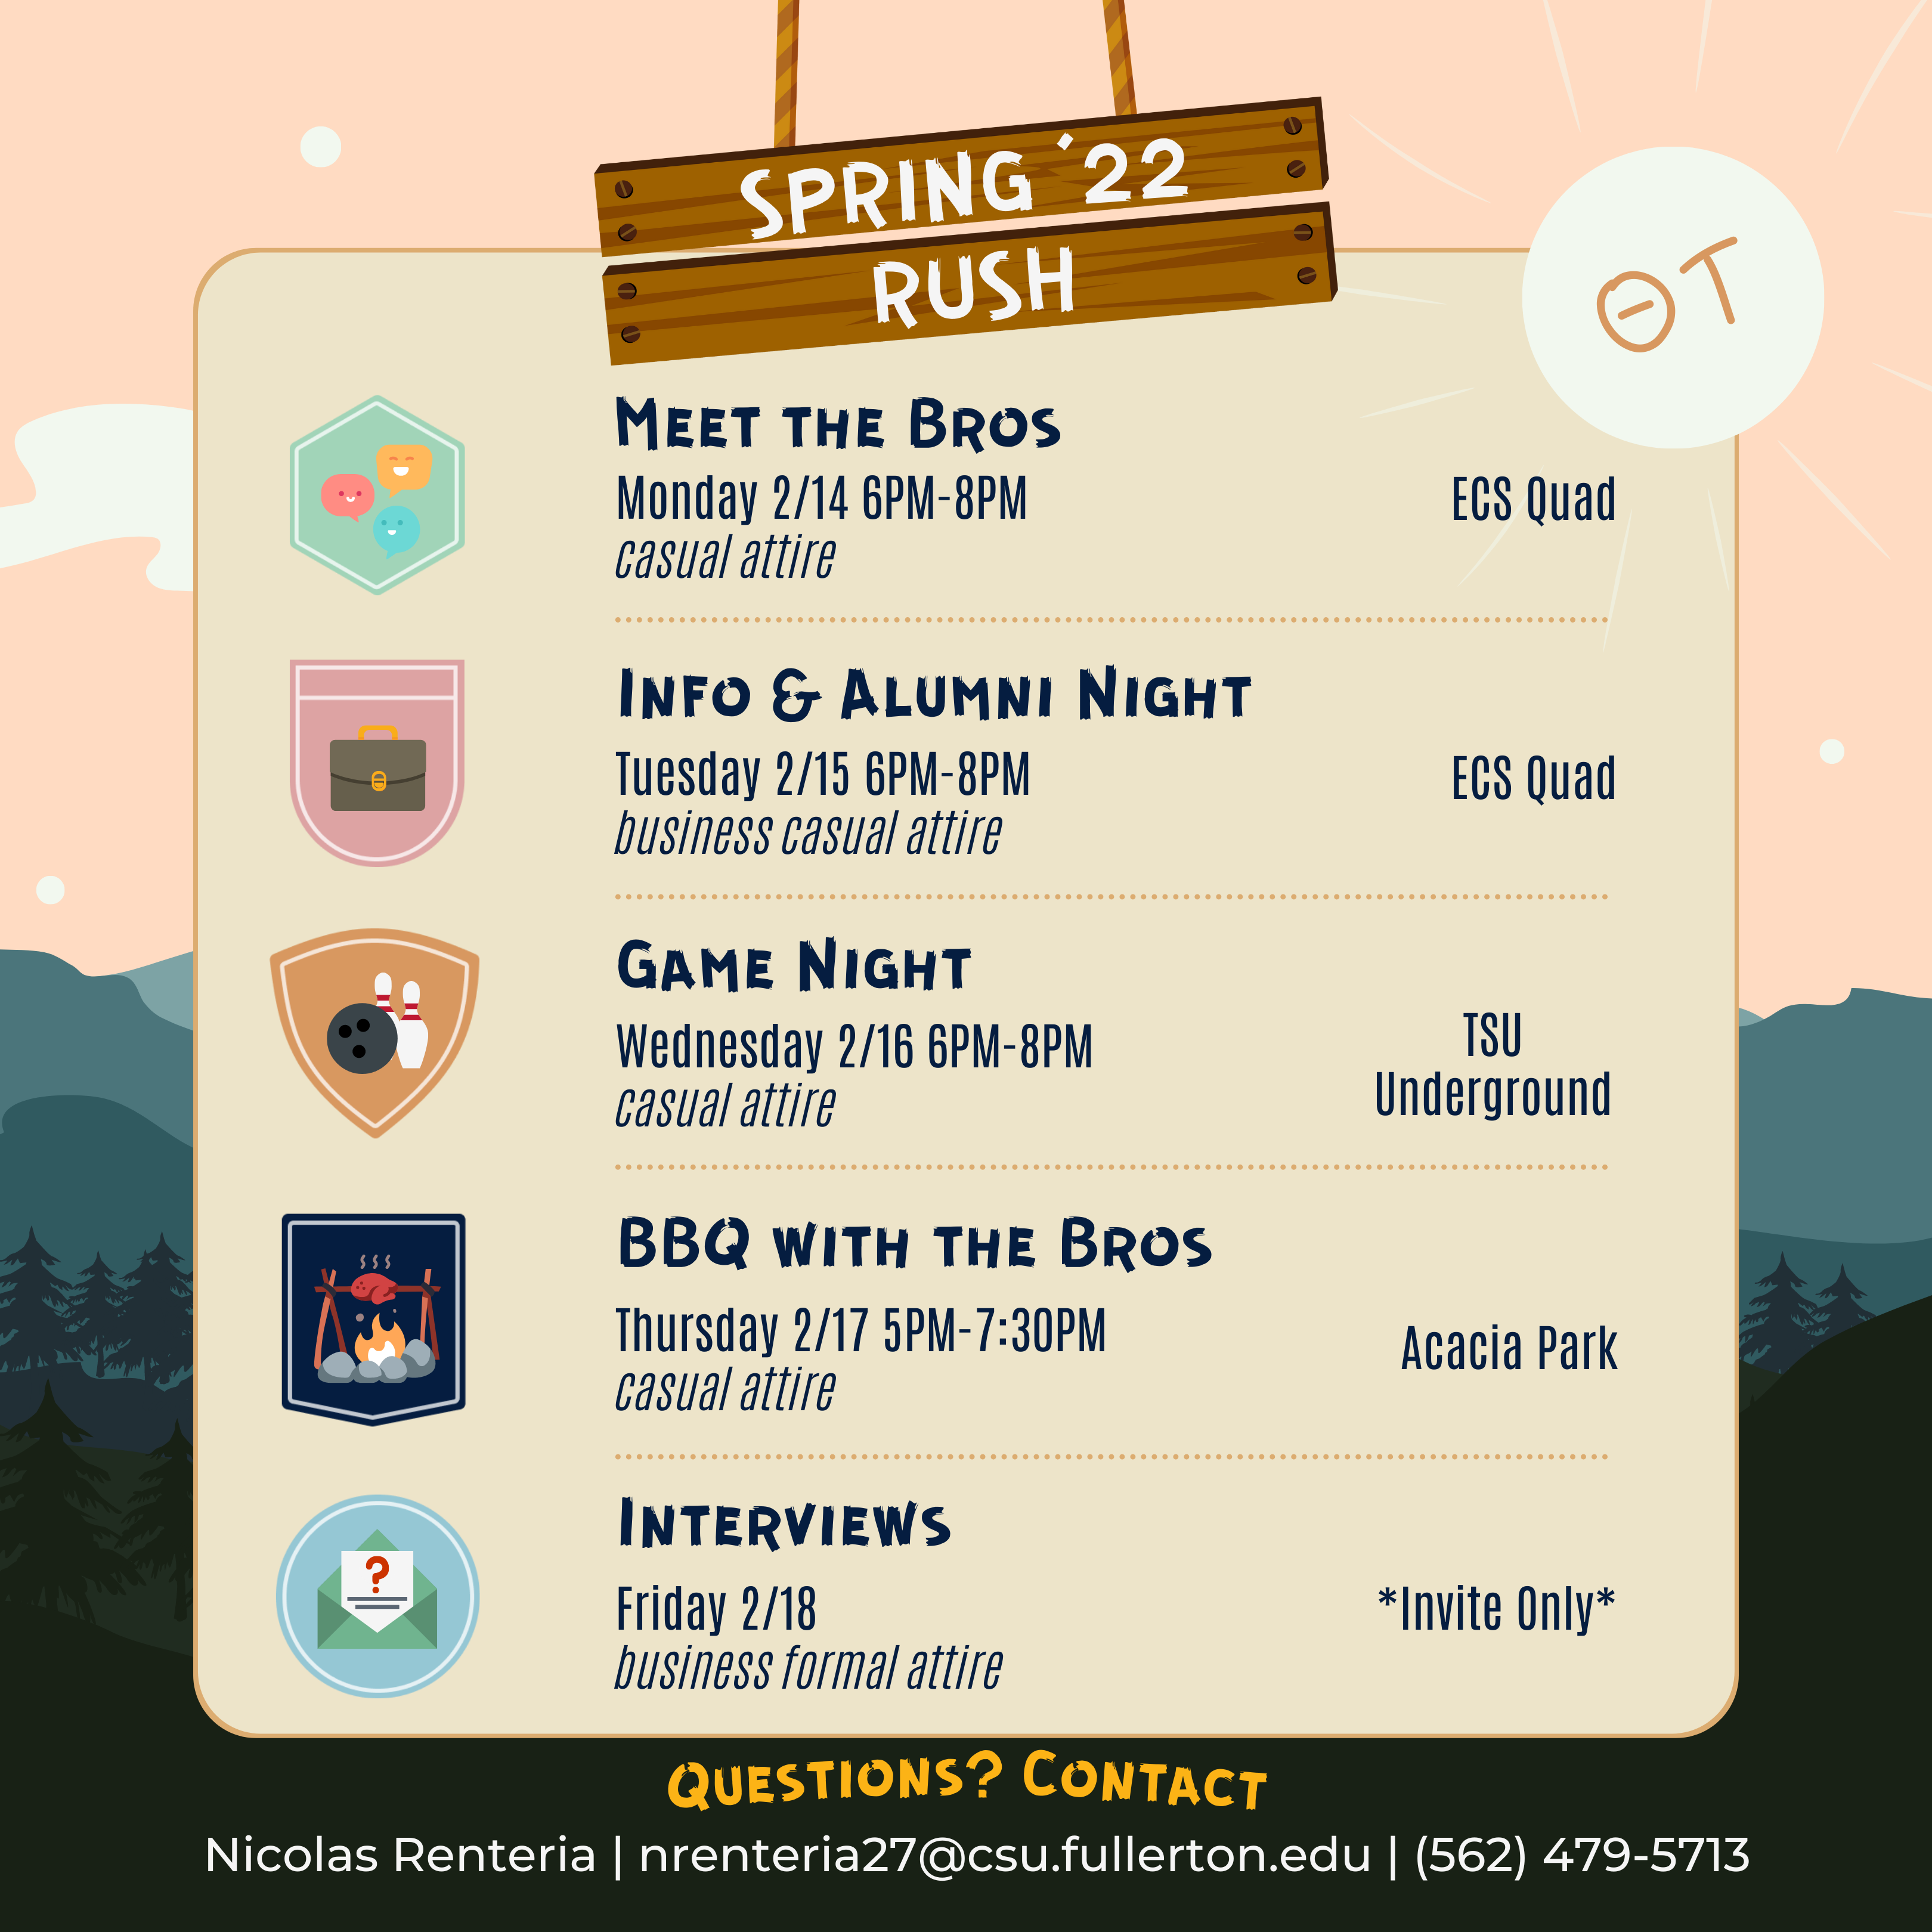 SPRING '22
RUSH
ΘΤ
Meet the Bros
Monday 2/14 6PM-8PM
casual attire
ECS Quad
Info & Alumni Night
Tuesday 2/15 6PM-8PM
business casual attire
ECS Quad
Game Night
Wednesday 2/16 6PM-8PM
casual attire
TSU
Underground
BBQ with the Bros
Thursday 2/17 5PM-7:30PM
casual attire
Acacia Park
?
Interviews
Friday 2/18
business formal attire
*Invite Only*
Questions? Contact
Nicolas Renteria | nrenteria27@csu.fullerton.edu | (562) 479-5713